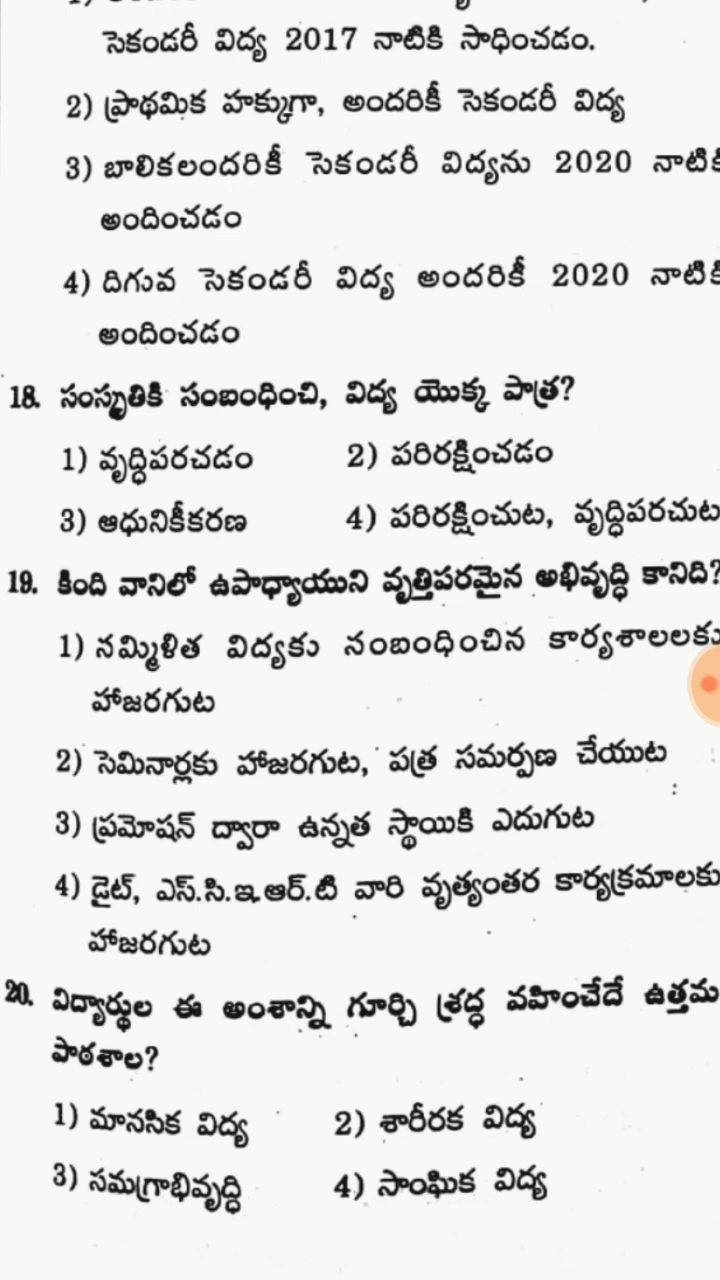 సెకండరీ విద్య 2017 నాటికి సాధించడం.
2) ప్రాథమిక హక్కుగా, అందరికీ సెకండరీ విద్య
3) బాలికలందరికీ సెకండరీ విద్యను 2020 నాటికి
అందించడం
4) దిగువ సెకండరీ విద్య అందరికీ 2020 నాటికి
అందించడం
18. సంస్కృతికి సంబంధించి, విద్య యొక్క పాత్ర?
1) వృద్ధిపరచడం 2) పరిరక్షించడం
3) ఆధునికీకరణ 4) పరిరక్షించుట, వృద్ధిపరచుట
19. కింది వానిలో ఉపాధ్యాయుని వృత్తిపరమైన అభివృద్ధి కానిది?
1) సమ్మిళిత విద్యకు సంబంధించిన కార్యశాలలకు
హాజరగుట
2) సెమినార్లకు హాజరగుట, పత్ర సమర్పణ చేయుట
3) ప్రమోషన్ ద్వారా ఉన్నత స్థాయికి ఎదుగుట
4) డైట్, ఎస్.సి.ఇ.ఆర్.టి వారి వృత్యంతర కార్యక్రమాలకు
హాజరగుట
20. విద్యార్థుల ఈ అంశాన్ని గూర్చి శ్రద్ధ వహించేదే ఉత్తమ
పాఠశాల?
1) మానసిక విద్య 2) శారీరక విద్య
3) సమగ్రాభివృద్ధి 4) సాంఘిక విద్య